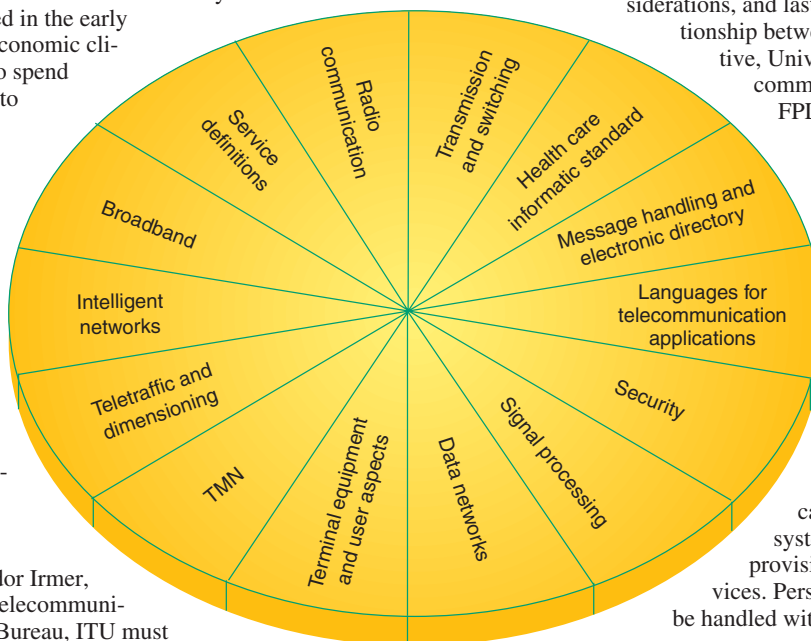 ed in the early
conomic cli-
o spend
to
siderations, and las
tionship betwe
tive, Univ
comm
FPL
Radio
communication
Transmission
and switching
Health care
informatic standard
Message handling and
electronic directory
Languages for
telecommunication
applications
Security
Signal processing
Data networks
Terminal equipment
and user aspects
TMN
Teletraffic and
dimensioning
Intelligent
networks
Broadband
Service
definitions
dor Irmer,
elecommuni-
Bureau, ITU must
ca
syst
provisi
vices. Pers
be handled wit